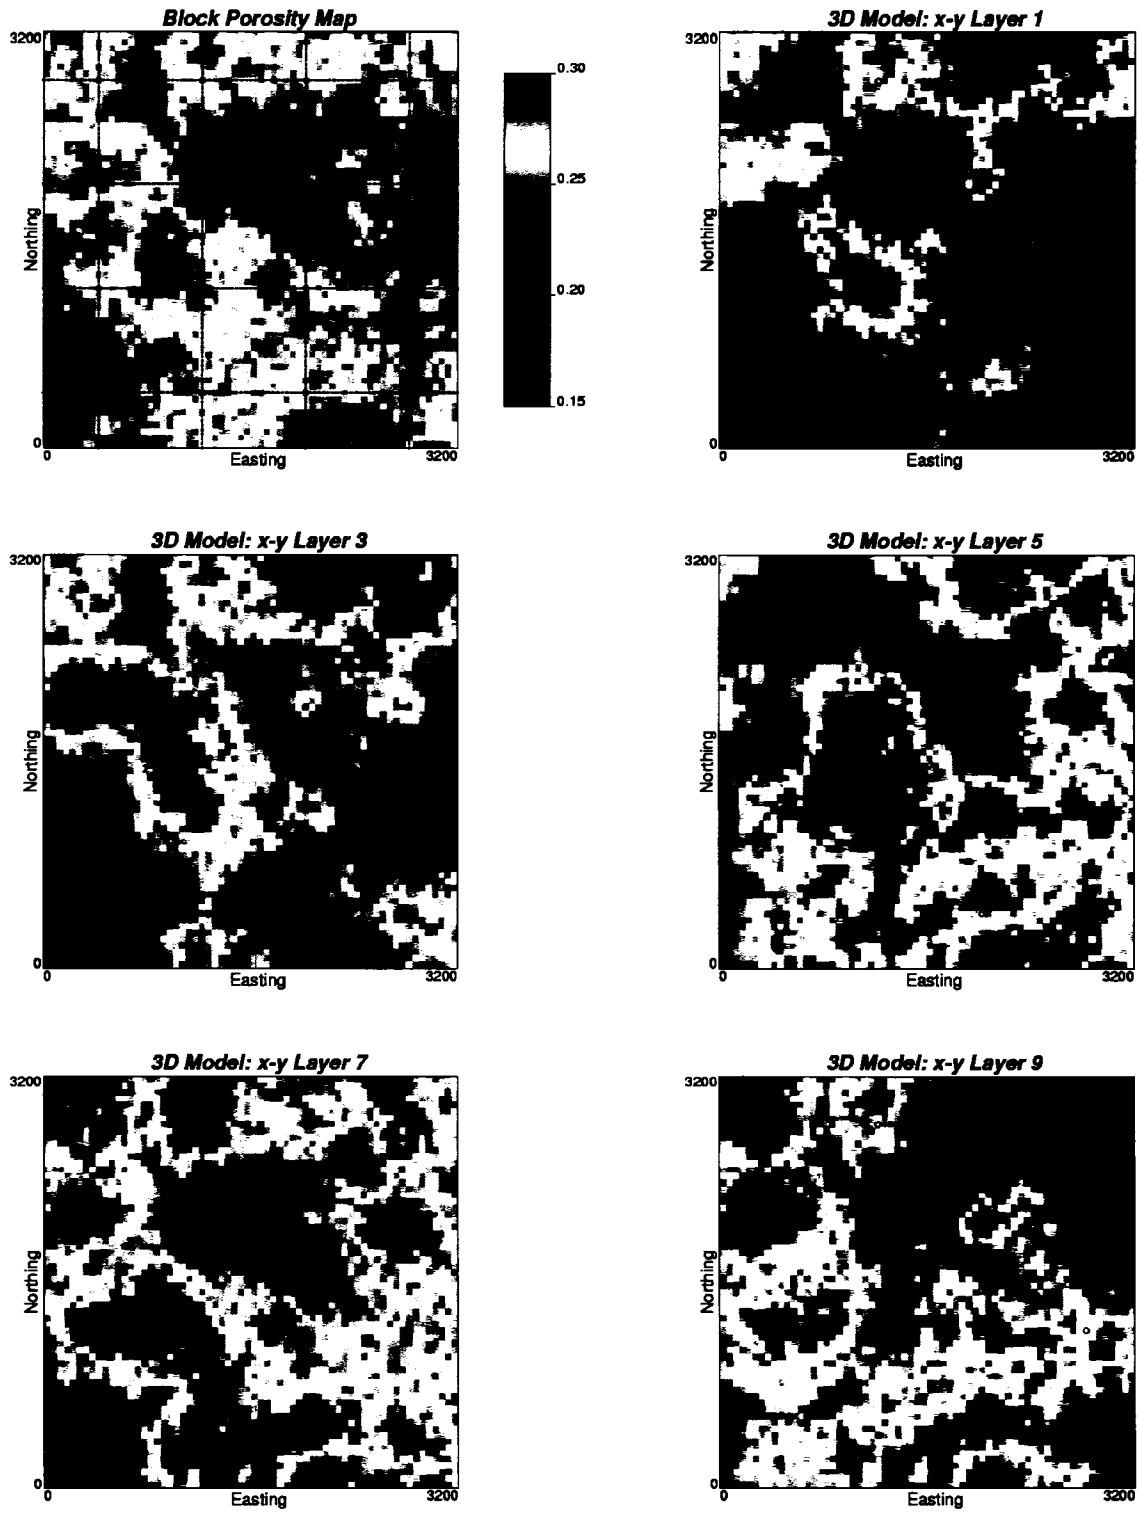 Block Porosity Map
3200
Northing
0
0
Easting
3200
0.30
0.25
0.20
0.15
3D Model: x-y Layer 1
3200
Northing
0
0
Easting
3200
3D Model: x-y Layer 3
3200
Northing
0
0
Easting
3200
3D Model: x-y Layer 5
3200
Northing
0
0
Easting
3200
3D Model: x-y Layer 7
3200
Northing
0
0
Easting
3200
3D Model: x-y Layer 9
3200
Northing
0
0
Easting
3200